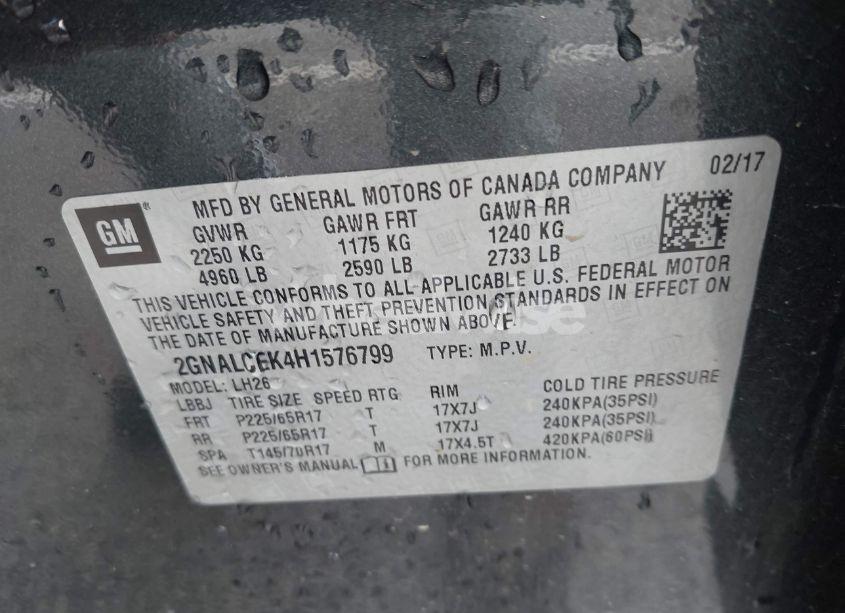 MFD BY GENERAL MOTORS OF CANADA COMPANY 02/17
GM
GVWR GAWR FRT GAWR RR
2250 KG 1175 KG 1240 KG
4960 LB 2590 LB 2733 LB
THIS VEHICLE CONFORMS TO ALL APPLICABLE U.S. FEDERAL MOTOR
VEHICLE SAFETY AND THEFT PREVENTION STANDARDS IN EFFECT ON
THE DATE OF MANUFACTURE SHOWN ABOVE.
2GNALCEK4H1576799 TYPE: M.P.V.
MODEL: LH26
LBBJ TIRE SIZE SPEED RTG RIM COLD TIRE PRESSURE
FRT P225/65R17 T 17X7J 240KPA(35PSI)
RR P225/65R17 T 17X7J 240KPA(35PSI)
SPA T145/70R17 M 17X4.5T 420KPA(60PSI)
SEE OWNER'S MANUAL FOR MORE INFORMATION.